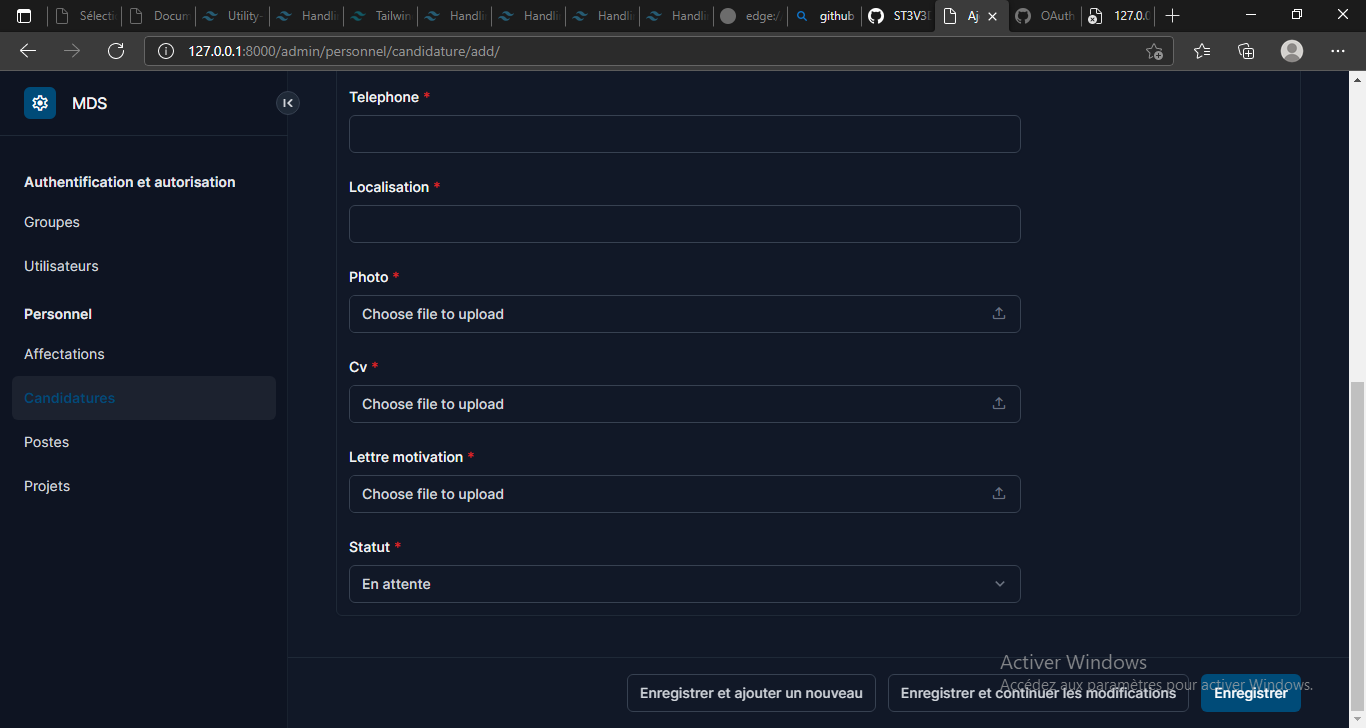 Sélecti
Docum
Utility-
Handli
Tailwin
Handli
Handli
Handli
Handli
edge:/
github
ST3V3
Aj
OAuth
127.0.0
127.0.0.1:8000/admin/personnel/candidature/add/
MDS
Authentification et autorisation
Groupes
Utilisateurs
Personnel
Affectations
Candidatures
Postes
Projets
Telephone *
Localisation *
Photo *
Choose file to upload
Cv *
Choose file to upload
Lettre motivation *
Choose file to upload
Statut *
En attente
Activer Windows
Accédez aux paramètres pour activer Windows.
Enregistrer et ajouter un nouveau
Enregistrer et continuer les modifications
Enregistrer